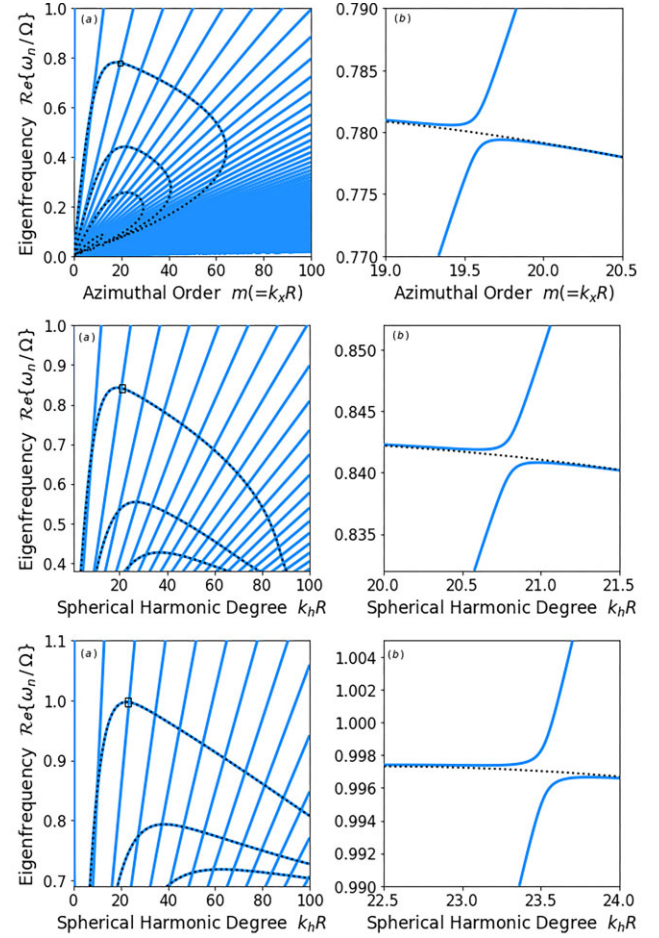 (a)
Eigenfrequency Re{ωₙ/Ω}
1.0
0.8
0.6
0.4
0.2
0.0
0 20 40 60 80 100
Azimuthal Order m(=kₓR)
(b)
0.790
0.785
0.780
0.775
0.770
19.0 19.5 20.0 20.5
Azimuthal Order m(=kₓR)
(a)
Eigenfrequency Re{ωₙ/Ω}
1.0
0.9
0.8
0.7
0.6
0.5
0.4
0 20 40 60 80 100
Spherical Harmonic Degree kₕR
(b)
0.850
0.845
0.840
0.835
20.0 20.5 21.0 21.5
Spherical Harmonic Degree kₕR
(a)
Eigenfrequency Re{ωₙ/Ω}
1.1
1.0
0.9
0.8
0.7
0 20 40 60 80 100
Spherical Harmonic Degree kₕR
(b)
1.004
1.002
1.000
0.998
0.996
0.994
0.992
0.990
22.5 23.0 23.5 24.0
Spherical Harmonic Degree kₕR